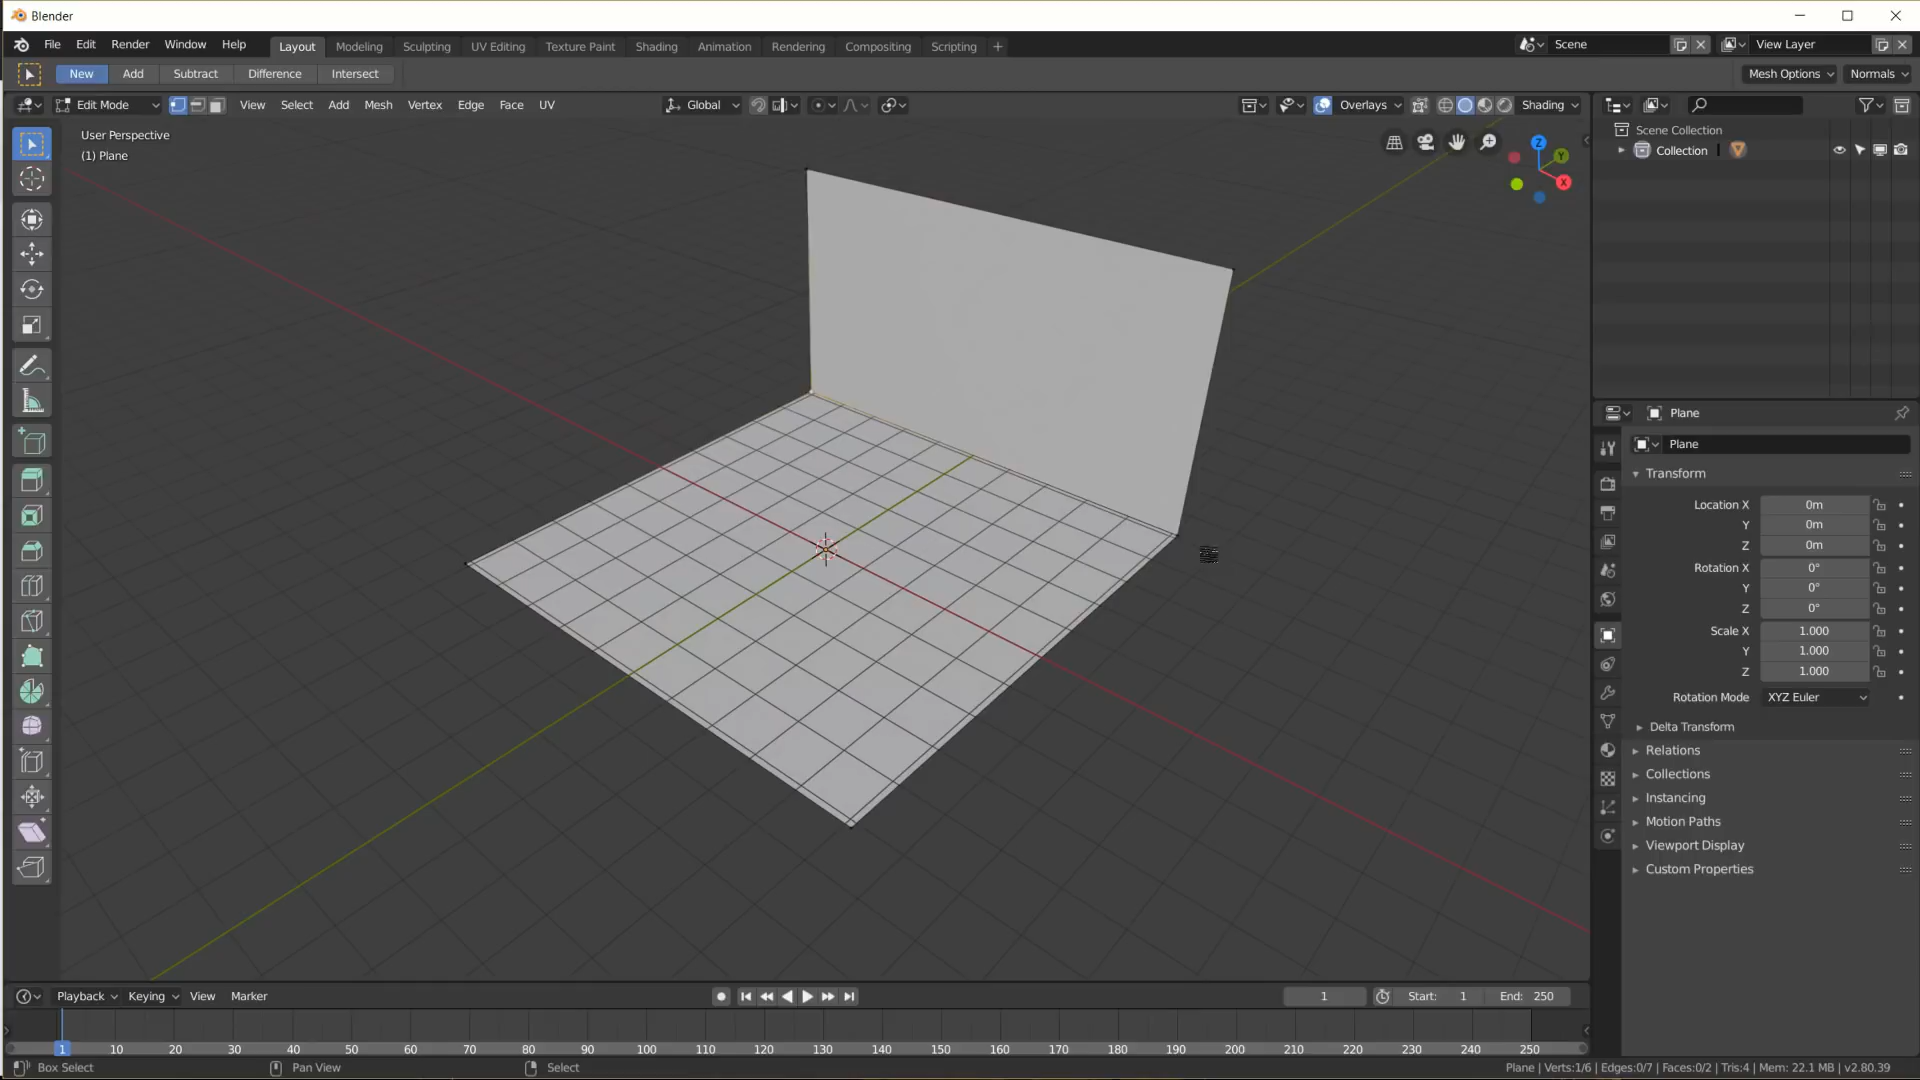 Blender
File Edit Render Window Help Layout Modeling Sculpting UV Editing Texture Paint Shading Animation Rendering Compositing Scripting + Scene View Layer
New Add Subtract Difference Intersect Mesh Options Normals
Edit Mode View Select Add Mesh Vertex Edge Face UV Global Overlays Shading
User Perspective
(1) Plane
Z
Y
X
Scene Collection
Collection
Plane
Plane
Transform
Location X 0m
Y 0m
Z 0m
Rotation X 0°
Y 0°
Z 0°
Scale X 1.000
Y 1.000
Z 1.000
Rotation Mode XYZ Euler
Delta Transform
Relations
Collections
Instancing
Motion Paths
Viewport Display
Custom Properties
Playback Keying View Marker 1 Start: 1 End: 250
1 10 20 30 40 50 60 70 80 90 100 110 120 130 140 150 160 170 180 190 200 210 220 230 240 250
Box Select Pan View Select Plane | Verts:1/6 | Edges:0/7 | Faces:0/2 | Tris:4 | Mem: 22.1 MB | v2.80.39